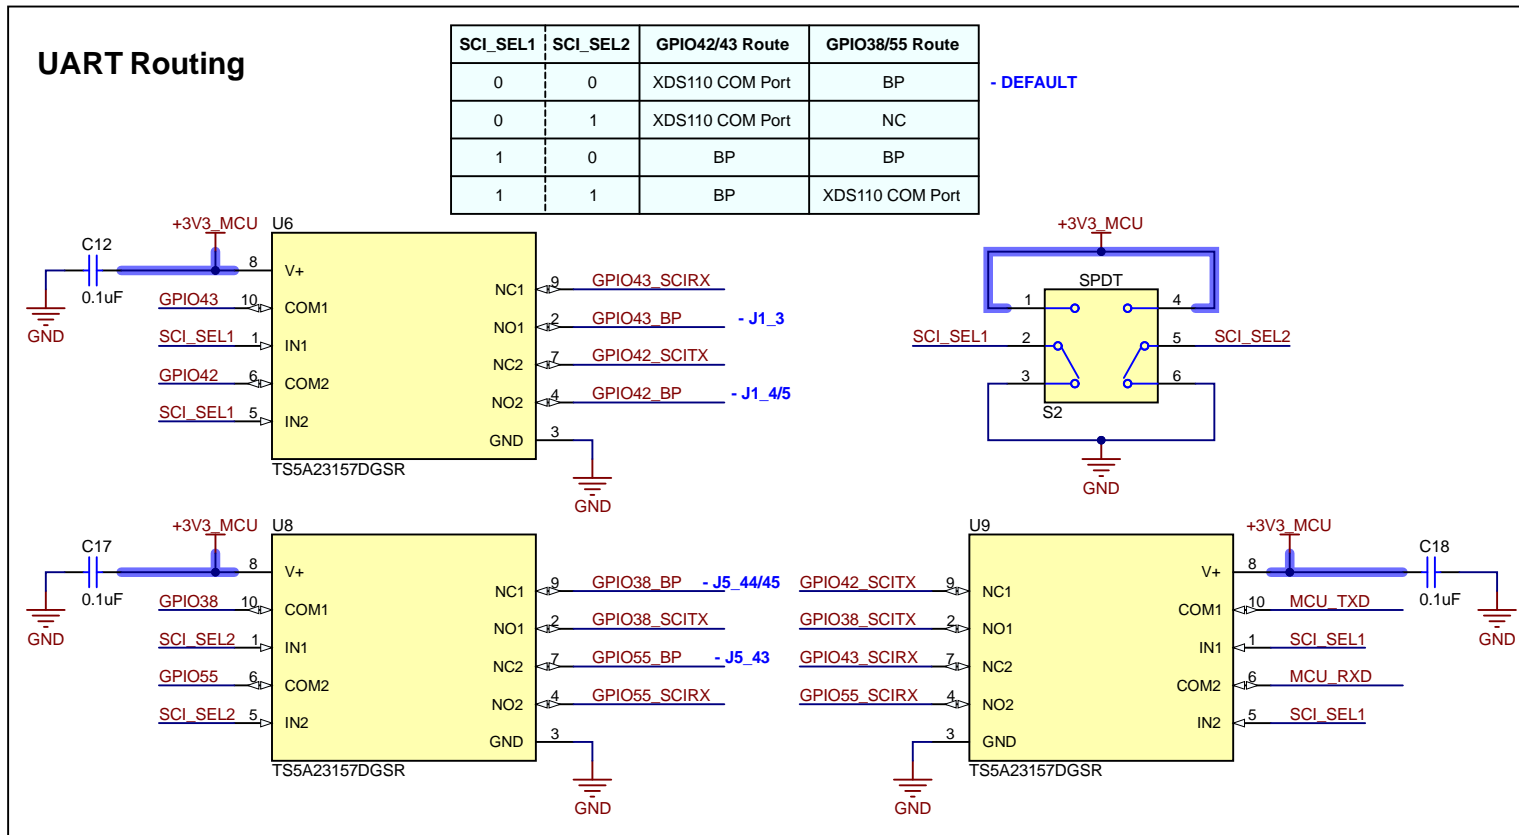 UART Routing
SCI_SEL1 SCI_SEL2 GPIO42/43 Route GPIO38/55 Route
0 0 XDS110 COM Port BP - DEFAULT
0 1 XDS110 COM Port NC
1 0 BP BP
1 1 BP XDS110 COM Port
+3V3_MCU
U6
C12
0.1uF
GND
8 V+
GPIO43 10 COM1
SCI_SEL1 1 IN1
GPIO42 6 COM2
SCI_SEL1 5 IN2
NC1 9 GPIO43_SCIRX
NO1 2 GPIO43_BP - J1_3
NC2 7 GPIO42_SCITX
NO2 4 GPIO42_BP - J1_4/5
GND 3
GND
TS5A23157DGSR
+3V3_MCU
SPDT
1 4
SCI_SEL1 2 5 SCI_SEL2
3 6
S2
GND
+3V3_MCU
U8
C17
0.1uF
GND
8 V+
GPIO38 10 COM1
SCI_SEL2 1 IN1
GPIO55 6 COM2
SCI_SEL2 5 IN2
NC1 9 GPIO38_BP - J5_44/45
NO1 2 GPIO38_SCITX
NC2 7 GPIO55_BP - J5_43
NO2 4 GPIO55_SCIRX
GND 3
GND
TS5A23157DGSR
U9
+3V3_MCU
C18
0.1uF
GND
GPIO42_SCITX 9 NC1
GPIO38_SCITX 2 NO1
GPIO43_SCIRX 7 NC2
GPIO55_SCIRX 4 NO2
3 GND
GND
V+ 8
COM1 10 MCU_TXD
IN1 1 SCI_SEL1
COM2 6 MCU_RXD
IN2 5 SCI_SEL1
TS5A23157DGSR